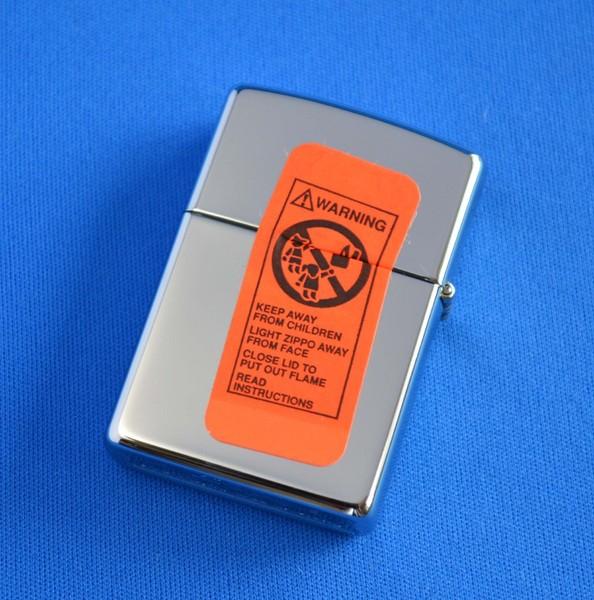 WARNING
KEEP AWAY
FROM CHILDREN
LIGHT ZIPPO AWAY
FROM FACE
CLOSE LID TO
PUT OUT FLAME
READ
INSTRUCTIONS